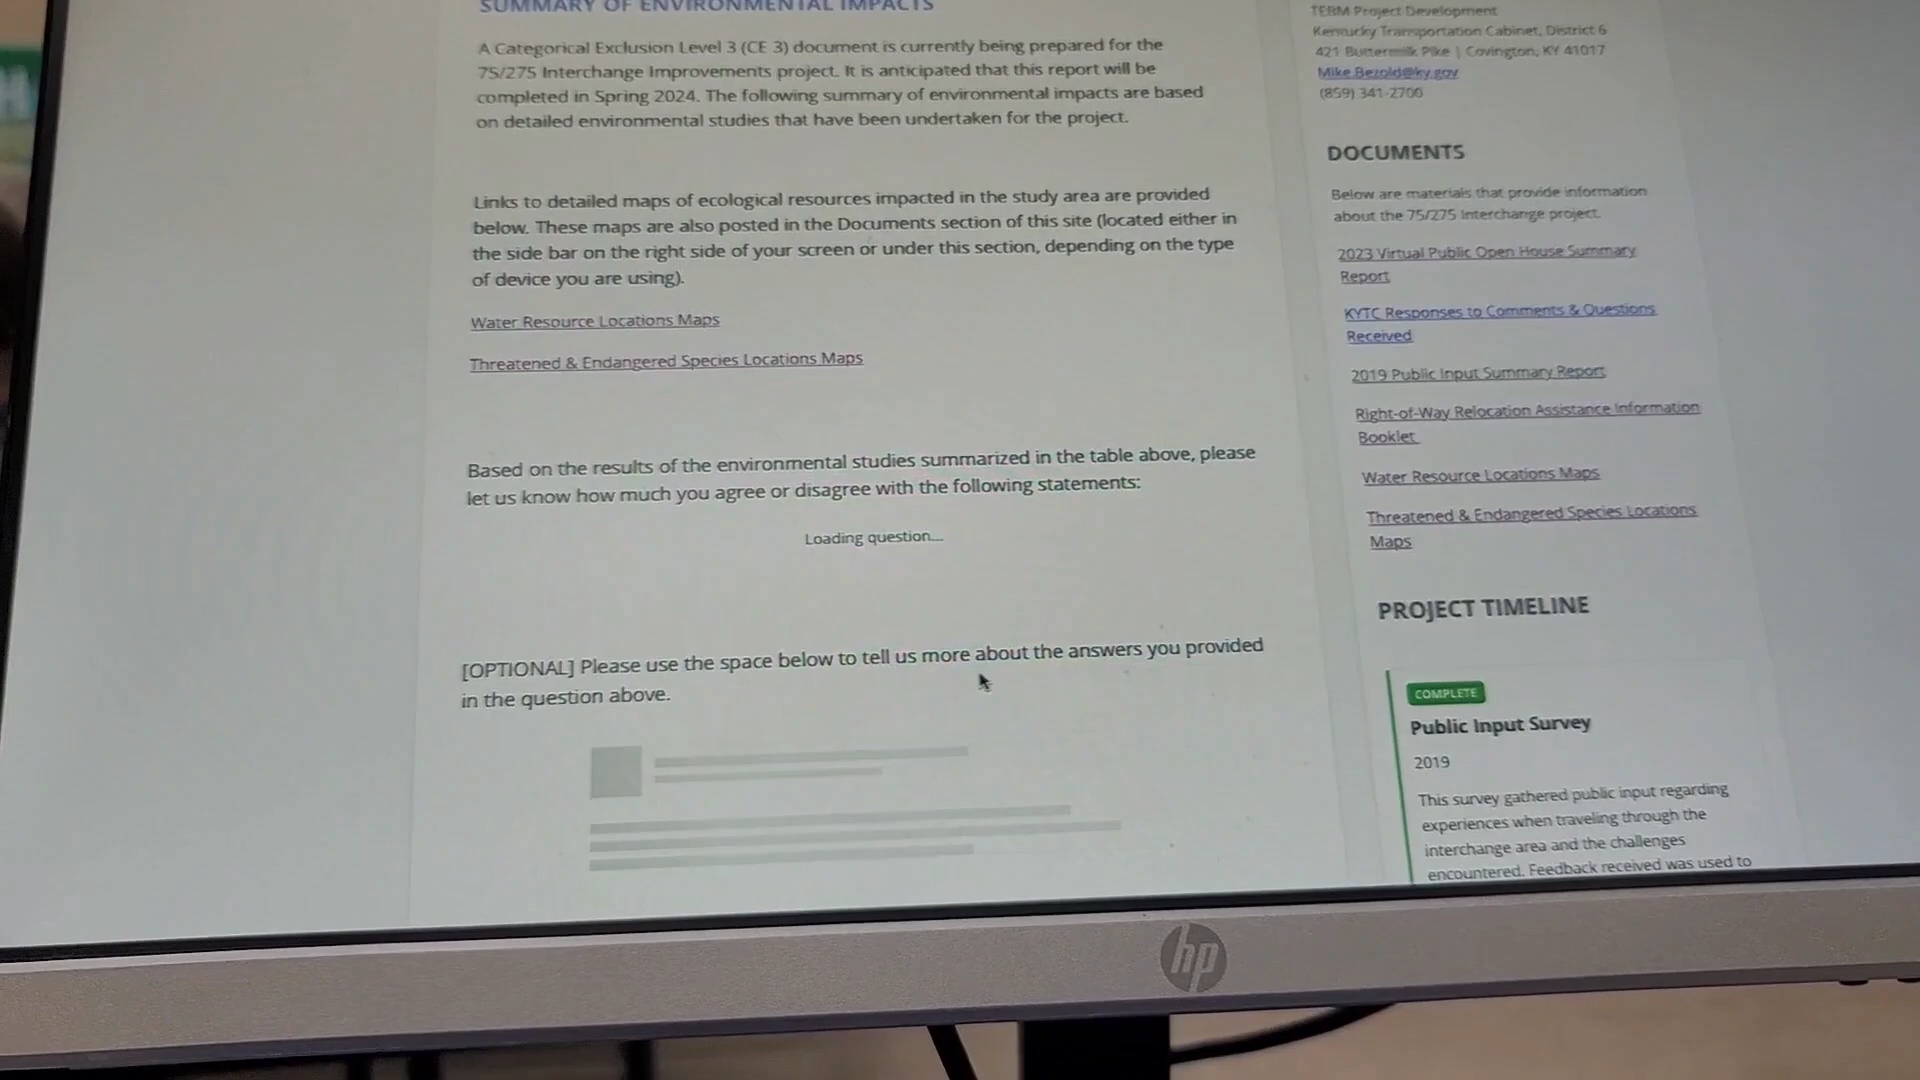 SUMMARY OF ENVIRONMENTAL IMPACTS
A Categorical Exclusion Level 3 (CE 3) document is currently being prepared for the
75/275 Interchange Improvements project. It is anticipated that this report will be
completed in Spring 2024. The following summary of environmental impacts are based
on detailed environmental studies that have been undertaken for the project.
Links to detailed maps of ecological resources impacted in the study area are provided
below. These maps are also posted in the Documents section of this site (located either in
the side bar on the right side of your screen or under this section, depending on the type
of device you are using).
Water Resource Locations Maps
Threatened & Endangered Species Locations Maps
Based on the results of the environmental studies summarized in the table above, please
let us know how much you agree or disagree with the following statements:
Loading question...
[OPTIONAL] Please use the space below to tell us more about the answers you provided
in the question above.
TEBM Project Development
Kentucky Transportation Cabinet, District 6
421 Buttermilk Pike | Covington, KY 41017
Mike.Bezold@ky.gov
(859) 341-2700
DOCUMENTS
Below are materials that provide information
about the 75/275 Interchange project.
2023 Virtual Public Open House Summary
Report
KYTC Responses to Comments & Questions
Received
2019 Public Input Summary Report
Right-of-Way Relocation Assistance Information
Booklet
Water Resource Locations Maps
Threatened & Endangered Species Locations
Maps
PROJECT TIMELINE
COMPLETE
Public Input Survey
2019
This survey gathered public input regarding
experiences when traveling through the
interchange area and the challenges
encountered. Feedback received was used to
hp